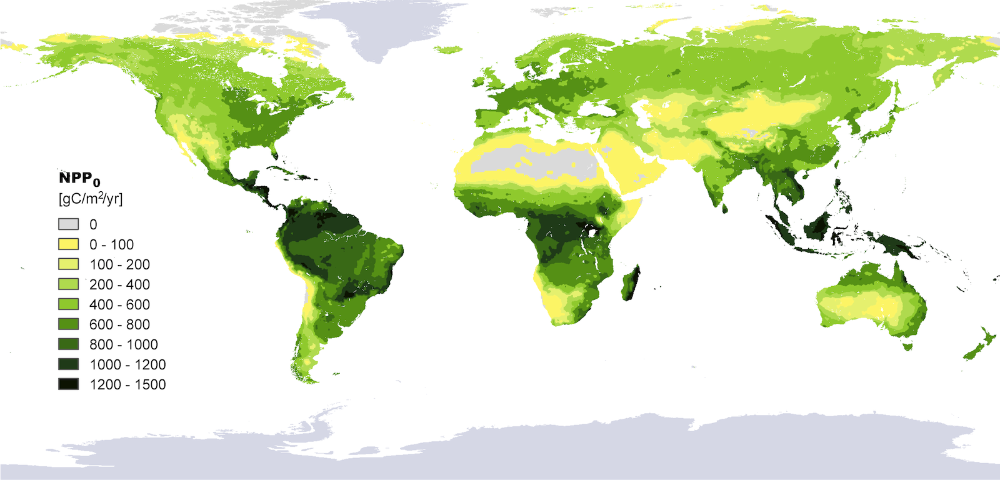 NPP₀
[gC/m²/yr]
0
0 - 100
100 - 200
200 - 400
400 - 600
600 - 800
800 - 1000
1000 - 1200
1200 - 1500